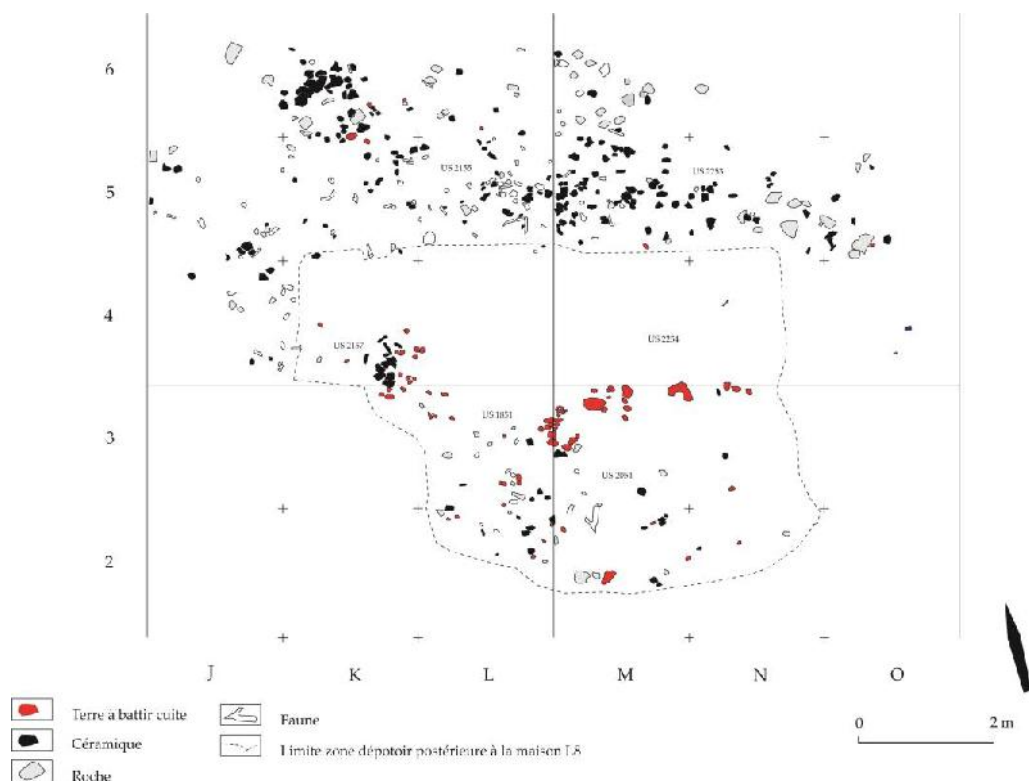 6
US 2155
US 2253
5
4
US 2157
US 2234
3
US 1851
US 2051
2
J K L M N O
Terre à battir cuite
Faune
0 2 m
Céramique
Limite zone dépotoir postérieure à la maison L8
Roche